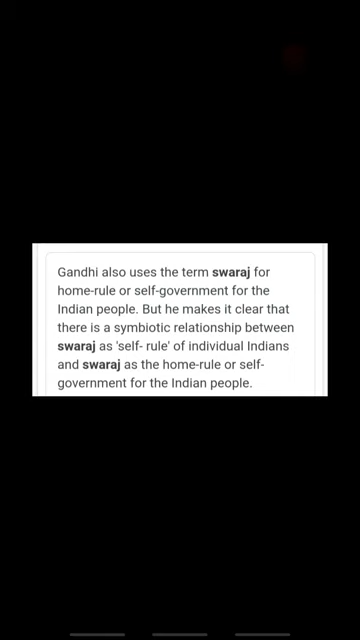 Gandhi also uses the term swaraj for
home-rule or self-government for the
Indian people. But he makes it clear that
there is a symbiotic relationship between
swaraj as 'self- rule' of individual Indians
and swaraj as the home-rule or self-
government for the Indian people.